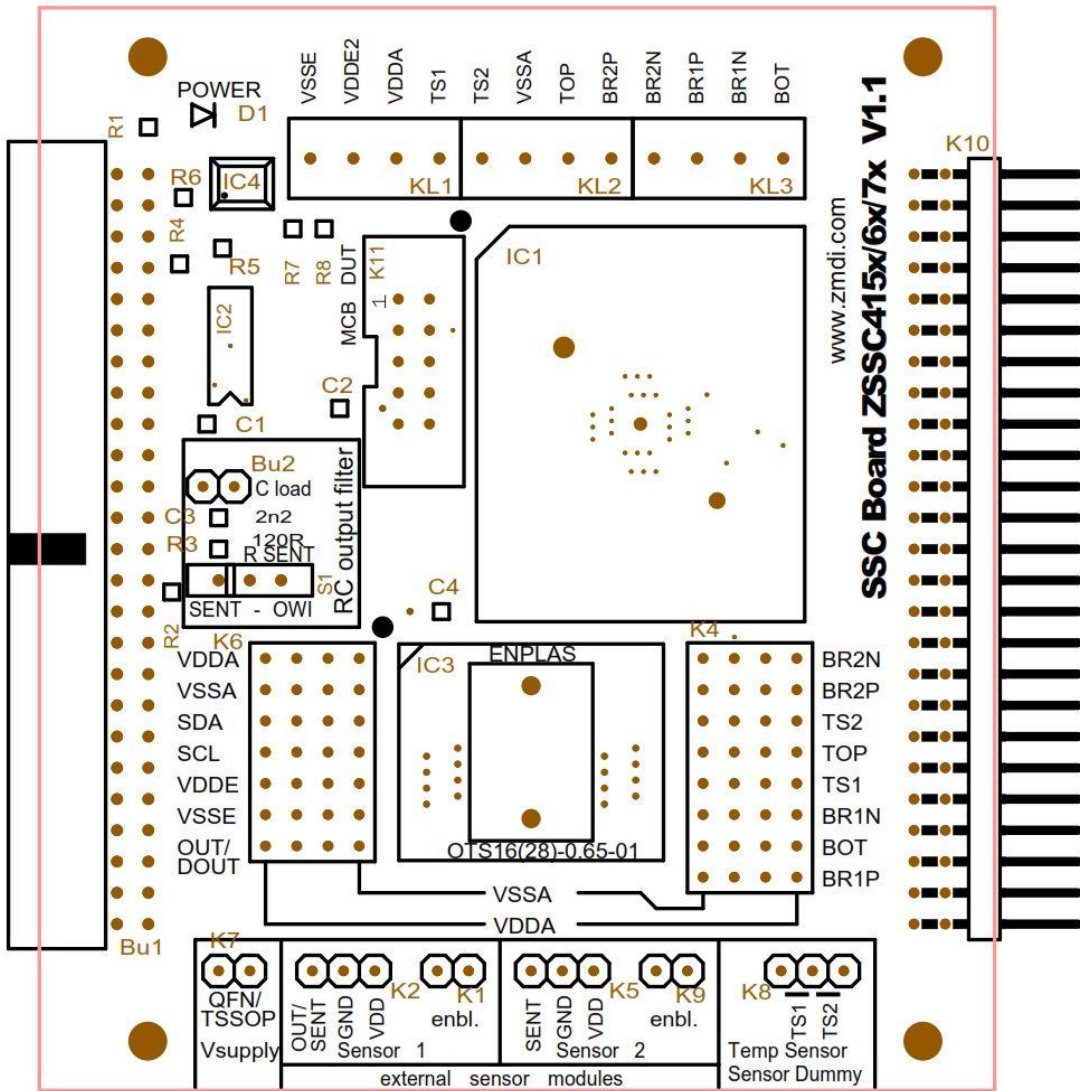 VSSE
VDDE2
VDDA
TS1
TS2
VSSA
TOP
BR2P
BR2N
BR1P
BR1N
BOT
POWER
D1
R1
KL1
KL2
KL3
K10
R6
IC4
R4
R5
R7
R8
MCB DUT
K11
1
IC1
www.zmdi.com
SSC Board ZSSC415x/6x/7x V1.1
IC2
C2
C1
Bu2
C load
C3
2n2
R3
120R
R SENT
S1
RC output filter
SENT - OWI
R2
C4
K6
K4
VDDA
VSSA
SDA
SCL
VDDE
VSSE
OUT/
DOUT
IC3
ENPLAS
OTS16(28)-0.65-01
BR2N
BR2P
TS2
TOP
TS1
BR1N
BOT
BR1P
VSSA
VDDA
Bu1
K7
QFN/
TSSOP
Vsupply
K2
K1
OUT/
SENT
GND
VDD
enbl.
Sensor 1
K5
K9
SENT
GND
VDD
enbl.
Sensor 2
K8
TS1
TS2
Temp Sensor
Sensor Dummy
external sensor modules